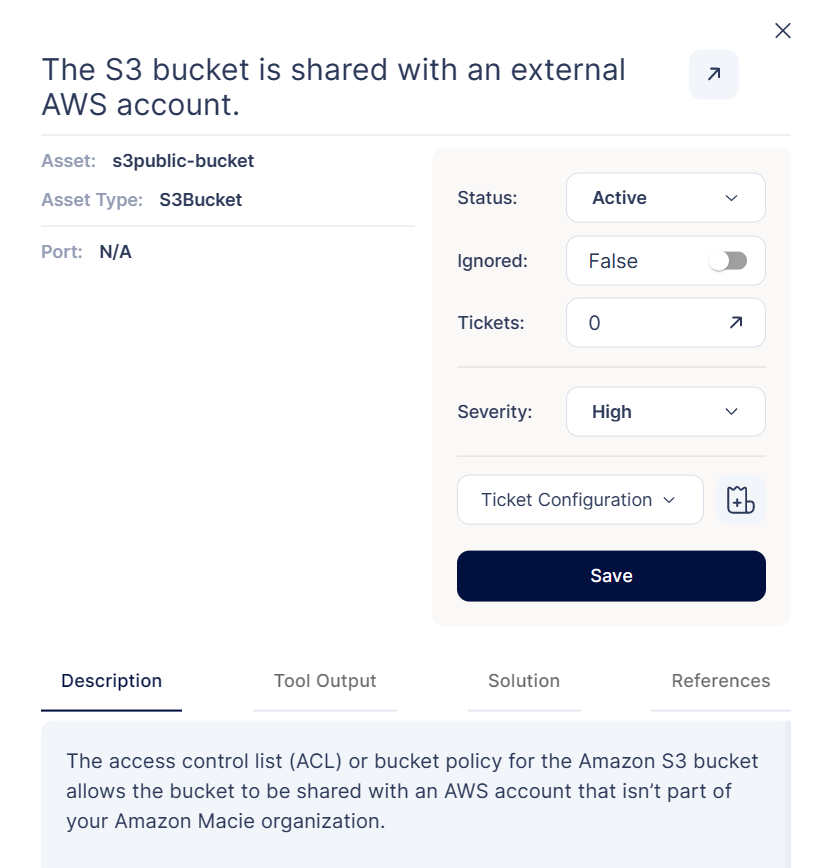 The S3 bucket is shared with an external
AWS account.
Asset: s3public-bucket
Asset Type: S3Bucket
Port: N/A
Status: Active
Ignored: False
Tickets: 0
Severity: High
Ticket Configuration
Save
Description Tool Output Solution References
The access control list (ACL) or bucket policy for the Amazon S3 bucket
allows the bucket to be shared with an AWS account that isn’t part of
your Amazon Macie organization.